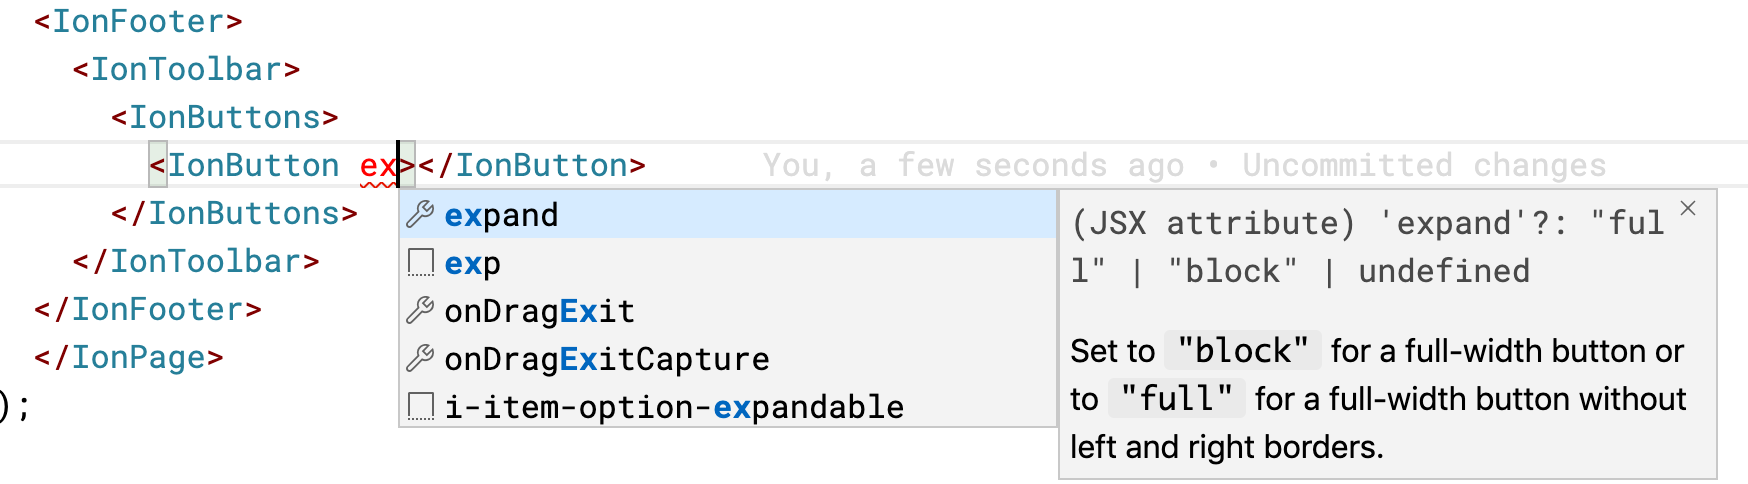 <IonFooter>
<IonToolbar>
<IonButtons>
<IonButton ex></IonButton> You, a few seconds ago • Uncommitted changes
</IonButtons>
</IonToolbar>
</IonFooter>
</IonPage>
);
expand
exp
onDragExit
onDragExitCapture
i-item-option-expandable
(JSX attribute) 'expand'?: "ful
l" | "block" | undefined
Set to "block" for a full-width button or
to "full" for a full-width button without
left and right borders.